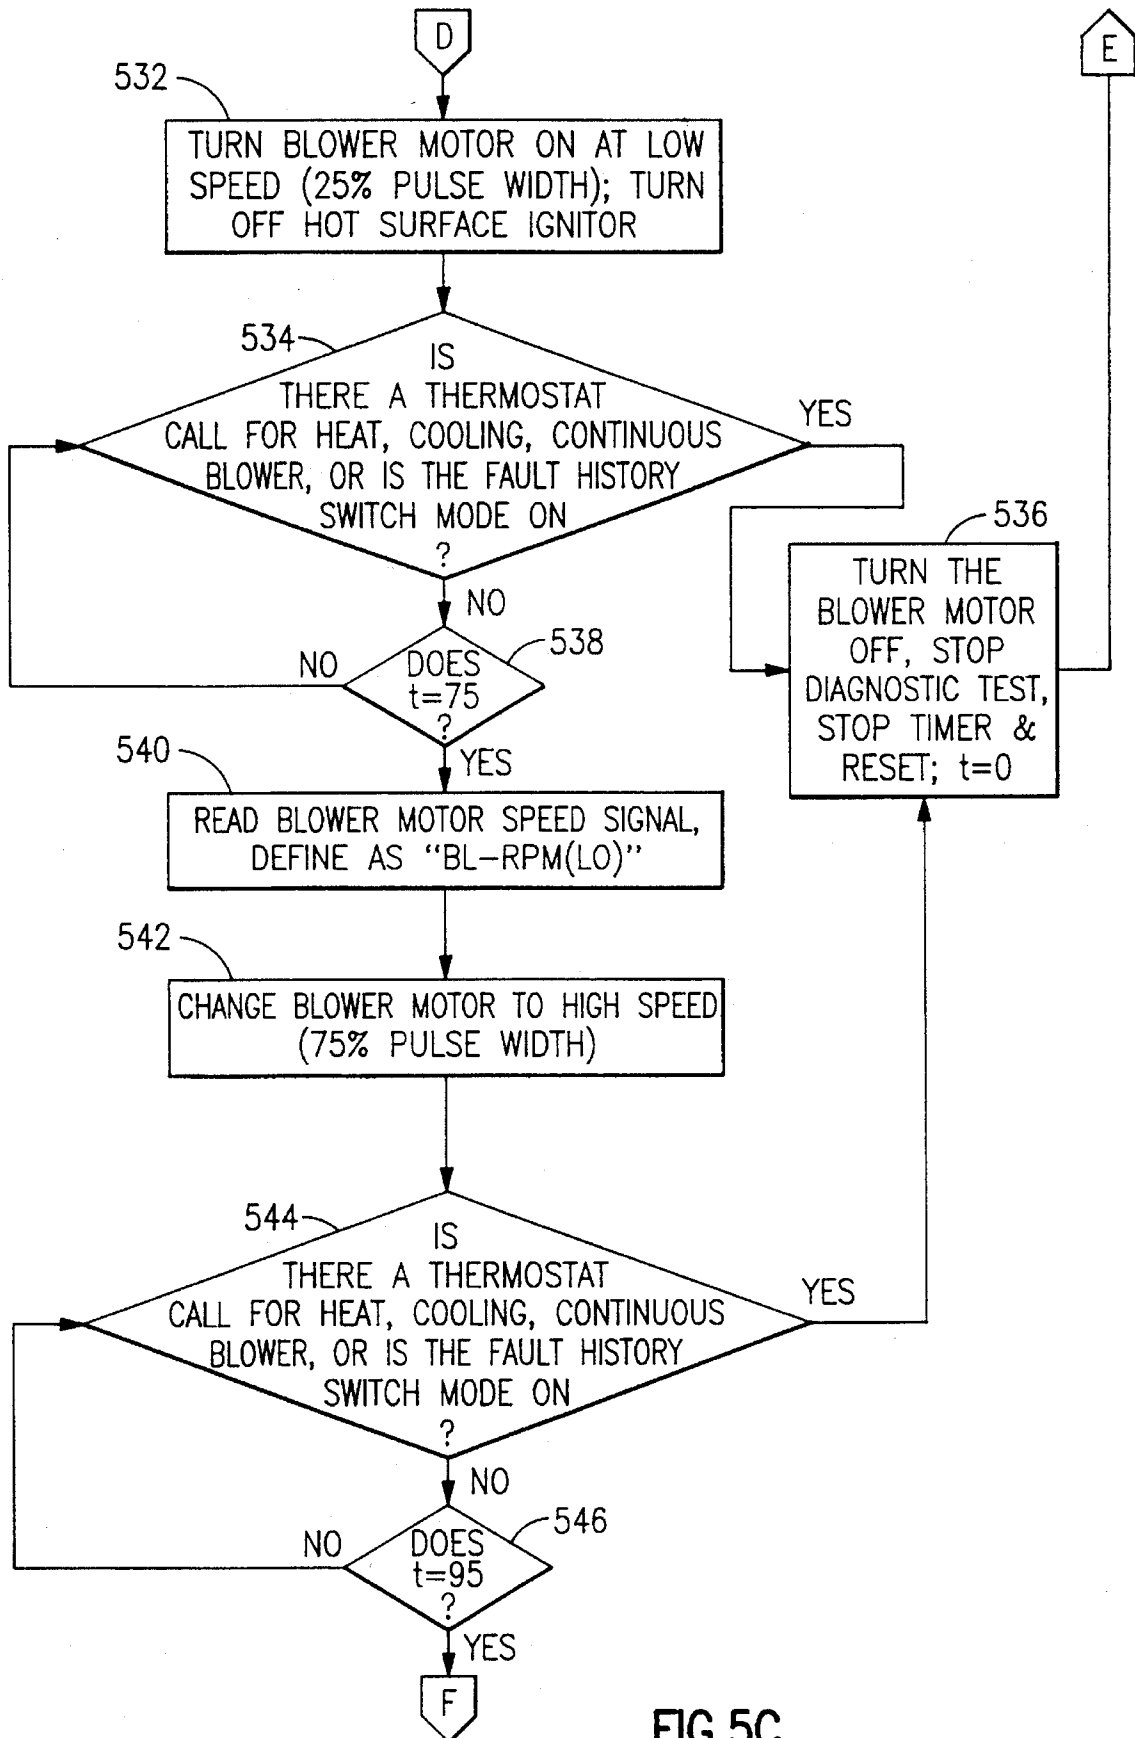 D
E
532
TURN BLOWER MOTOR ON AT LOW
SPEED (25% PULSE WIDTH); TURN
OFF HOT SURFACE IGNITOR
534
IS
THERE A THERMOSTAT
CALL FOR HEAT, COOLING, CONTINUOUS
BLOWER, OR IS THE FAULT HISTORY
SWITCH MODE ON
?
YES
NO
536
TURN THE
BLOWER MOTOR
OFF, STOP
DIAGNOSTIC TEST,
STOP TIMER &
RESET; t=0
538
DOES
t=75
?
NO
YES
540
READ BLOWER MOTOR SPEED SIGNAL,
DEFINE AS “BL-RPM(LO)”
542
CHANGE BLOWER MOTOR TO HIGH SPEED
(75% PULSE WIDTH)
544
IS
THERE A THERMOSTAT
CALL FOR HEAT, COOLING, CONTINUOUS
BLOWER, OR IS THE FAULT HISTORY
SWITCH MODE ON
?
YES
NO
546
DOES
t=95
?
NO
YES
F
FIG.5C